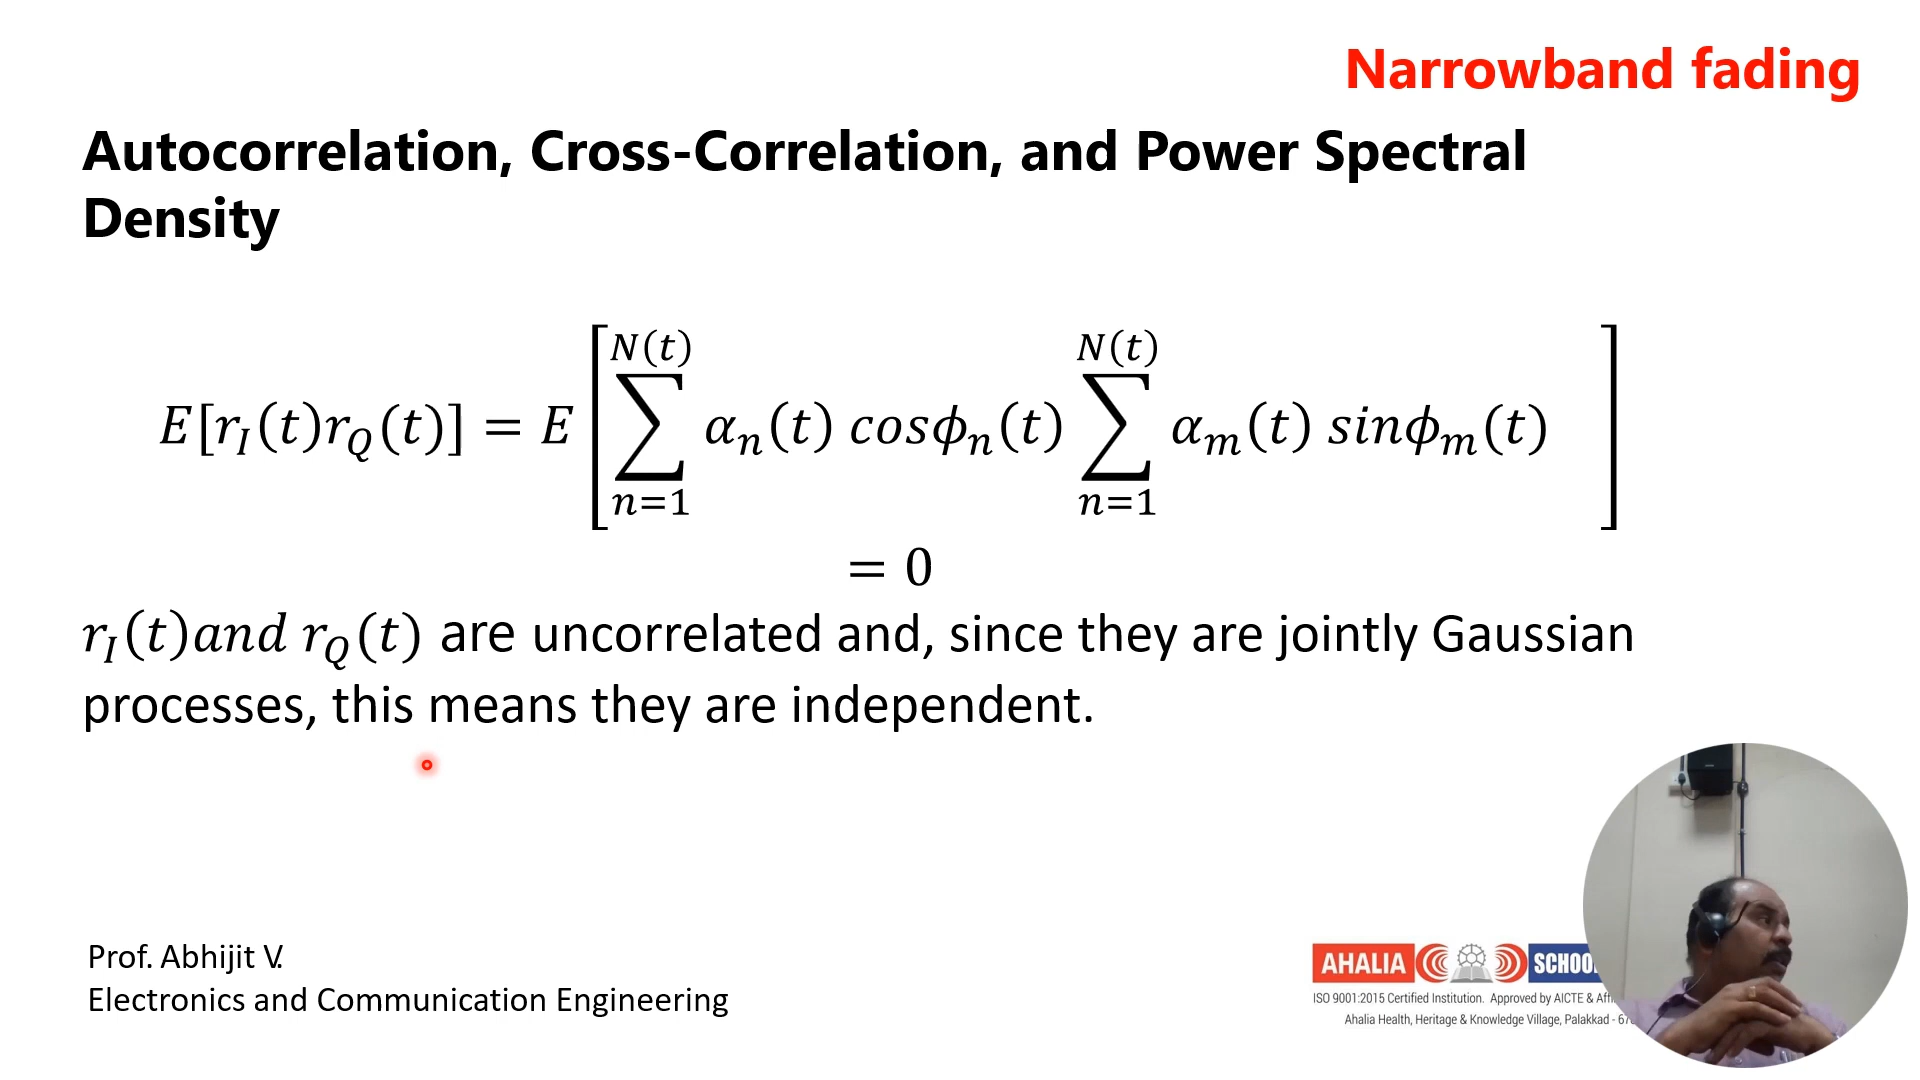 Narrowband fading
Autocorrelation, Cross-Correlation, and Power Spectral
Density
E[r_I(t)r_Q(t)] = E [ ∑_{n=1}^{N(t)} α_n(t) cosϕ_n(t) ∑_{n=1}^{N(t)} α_m(t) sinϕ_m(t) ]
= 0
r_I(t)and r_Q(t) are uncorrelated and, since they are jointly Gaussian
processes, this means they are independent.
Prof. Abhijit V.
Electronics and Communication Engineering
AHALIA SCHOO
ISO 9001:2015 Certified Institution. Approved by AICTE &
Ahalia Health, Heritage & Knowledge Village, Palakkad -